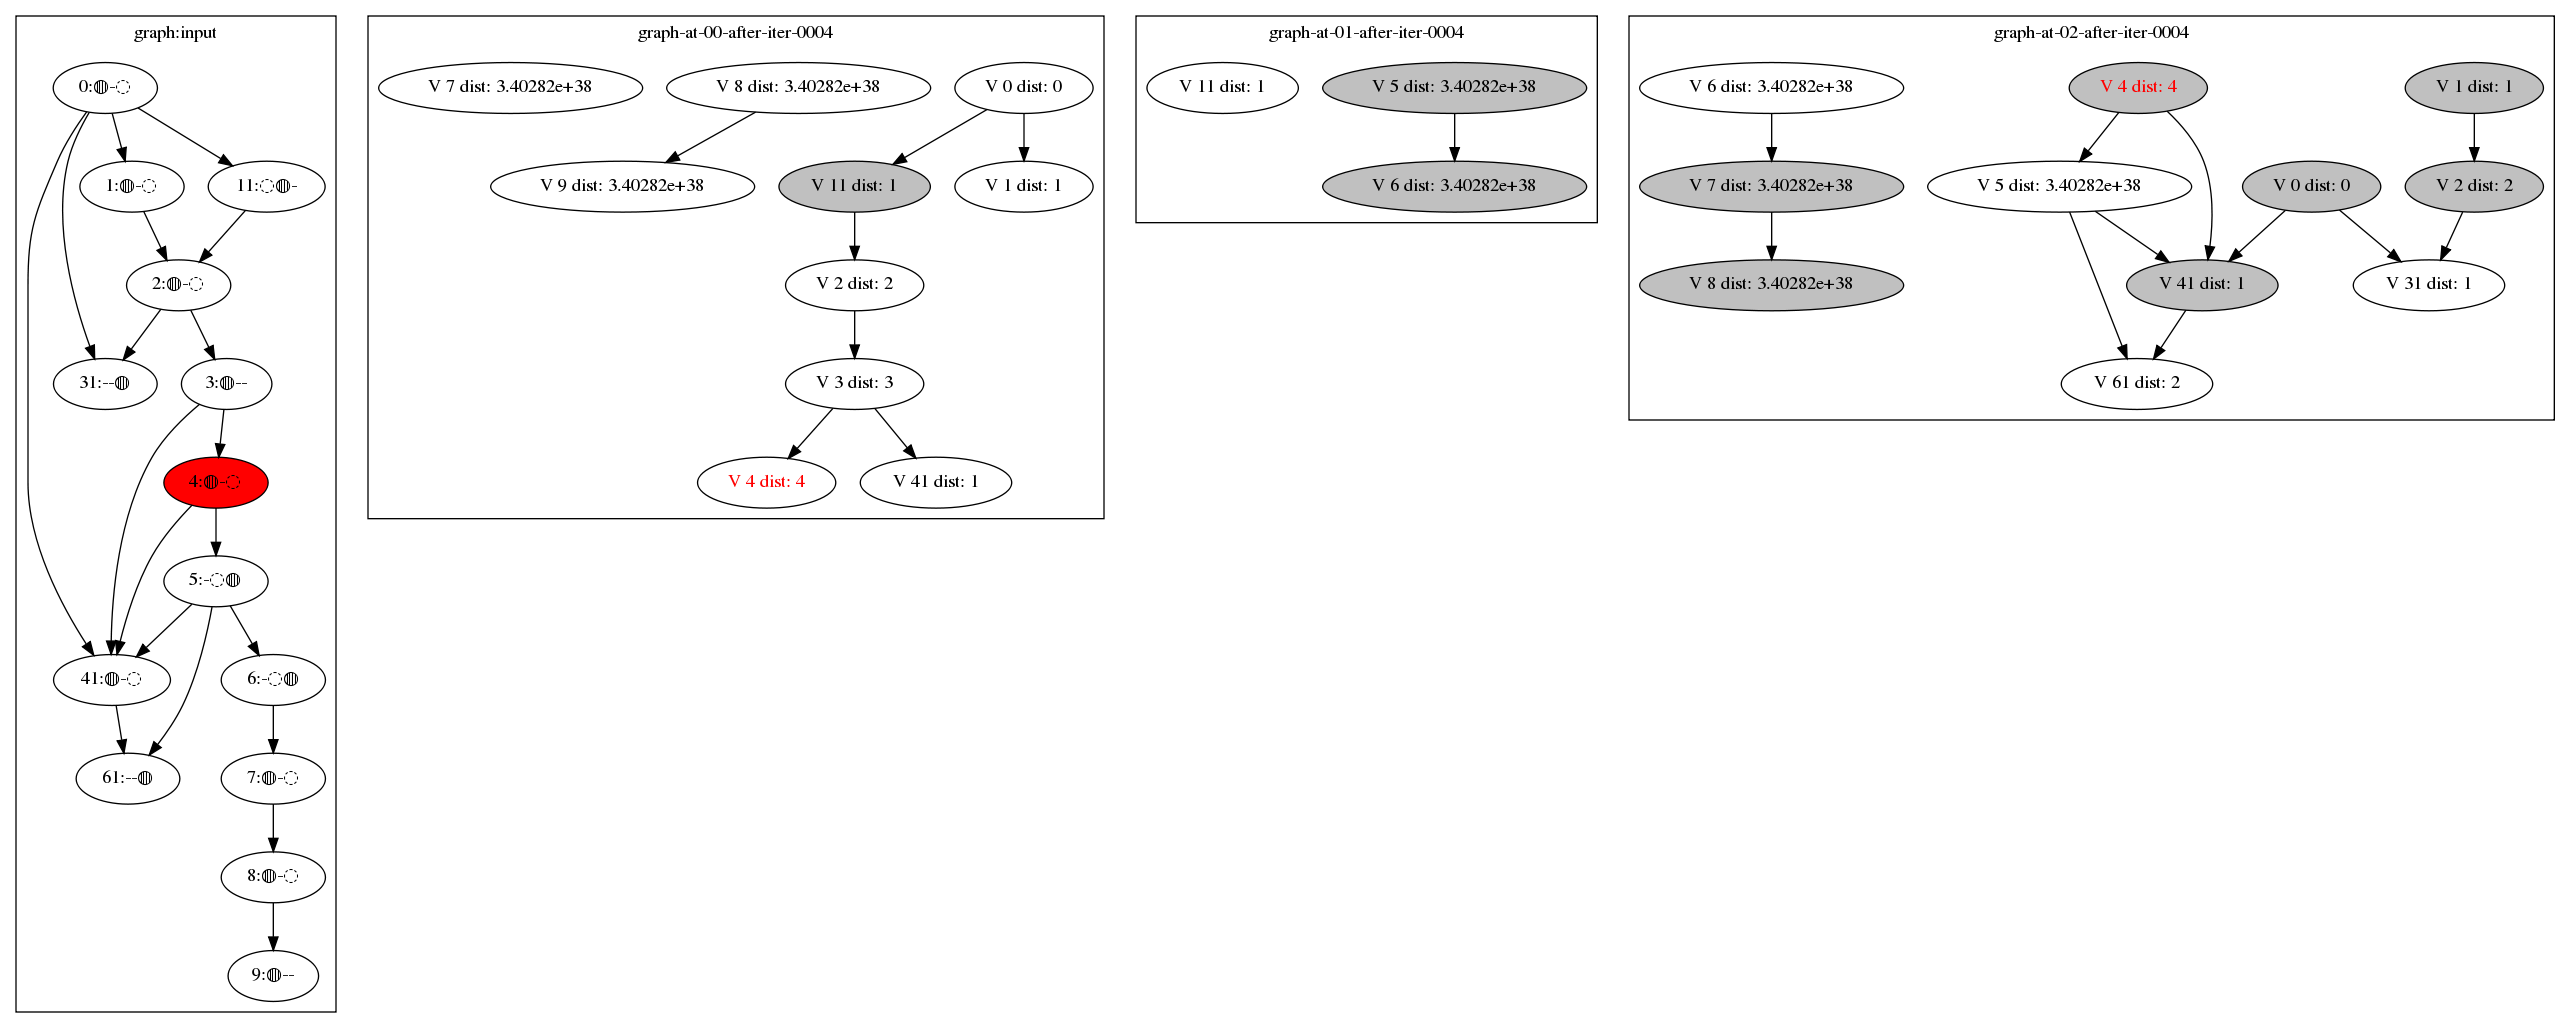 graph:input
0:◍-◌
1:◍-◌
11:◌◍-
2:◍-◌
31:--◍
3:◍--
4:◍-◌
5:-◌◍
41:◍-◌
6:-◌◍
61:--◍
7:◍-◌
8:◍-◌
9:◍--
graph-at-00-after-iter-0004
V 7 dist: 3.40282e+38
V 8 dist: 3.40282e+38
V 0 dist: 0
V 9 dist: 3.40282e+38
V 11 dist: 1
V 1 dist: 1
V 2 dist: 2
V 3 dist: 3
V 4 dist: 4
V 41 dist: 1
graph-at-01-after-iter-0004
V 11 dist: 1
V 5 dist: 3.40282e+38
V 6 dist: 3.40282e+38
graph-at-02-after-iter-0004
V 6 dist: 3.40282e+38
V 4 dist: 4
V 1 dist: 1
V 7 dist: 3.40282e+38
V 5 dist: 3.40282e+38
V 0 dist: 0
V 2 dist: 2
V 8 dist: 3.40282e+38
V 41 dist: 1
V 31 dist: 1
V 61 dist: 2